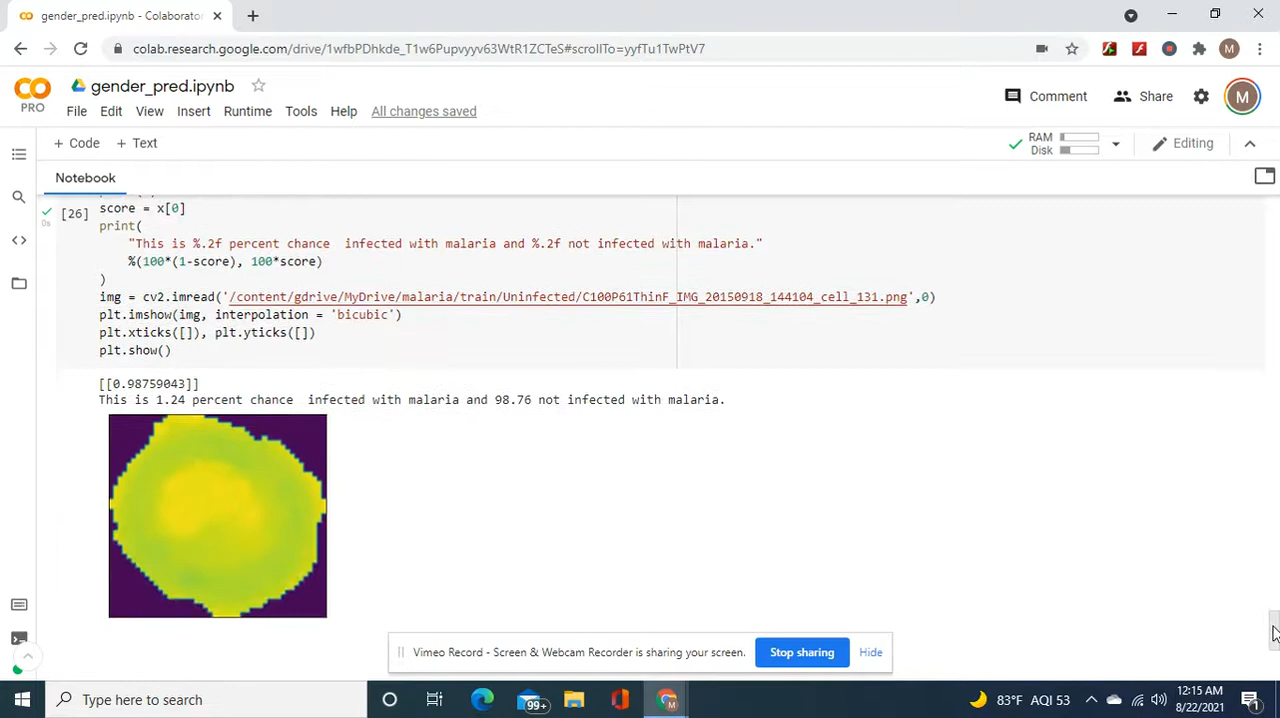 gender_pred.ipynb - Colaborator
colab.research.google.com/drive/1wfbPDhkde_T1w6Pupvyyv63WtR1ZCTeS#scrollTo=yyfTu1TwPtV7
M
CO
PRO
gender_pred.ipynb
Comment
Share
M
File Edit View Insert Runtime Tools Help All changes saved
+ Code + Text
RAM
Disk
Editing
Notebook
[26]
0s
score = x[0]
print(
"This is %.2f percent chance  infected with malaria and %.2f not infected with malaria."
%(100*(1-score), 100*score)
)
img = cv2.imread('/content/gdrive/MyDrive/malaria/train/Uninfected/C100P61ThinF_IMG_20150918_144104_cell_131.png',0)
plt.imshow(img, interpolation = 'bicubic')
plt.xticks([]), plt.yticks([])
plt.show()
[[0.98759043]]
This is 1.24 percent chance  infected with malaria and 98.76 not infected with malaria.
Vimeo Record - Screen & Webcam Recorder is sharing your screen.
Stop sharing
Hide
Type here to search
99+
M
83°F AQI 53
12:15 AM
8/22/2021
1